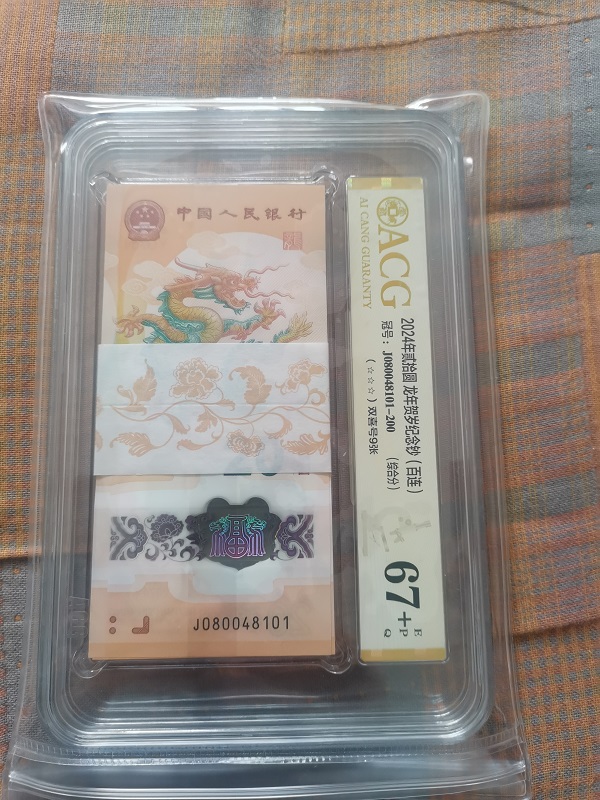 中国人民银行
福
J080048101
ACG
AI CANG GUARANTY
2024年贰拾圆 龙年贺岁纪念钞（百连）
冠号：J080048101-200 （综合分）
（☆☆☆）双喜号9张
67+
E
P
Q